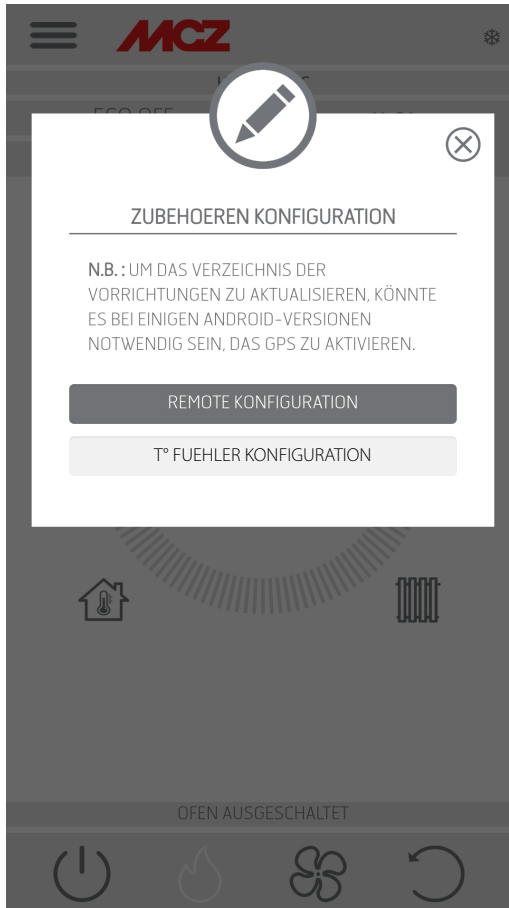 MCZ
ZUBEHOEREN KONFIGURATION
N.B. : UM DAS VERZEICHNIS DER
VORRICHTUNGEN ZU AKTUALISIEREN, KÖNNTE
ES BEI EINIGEN ANDROID-VERSIONEN
NOTWENDIG SEIN, DAS GPS ZU AKTIVIEREN.
REMOTE KONFIGURATION
T° FUEHLER KONFIGURATION
OFEN AUSGESCHALTET